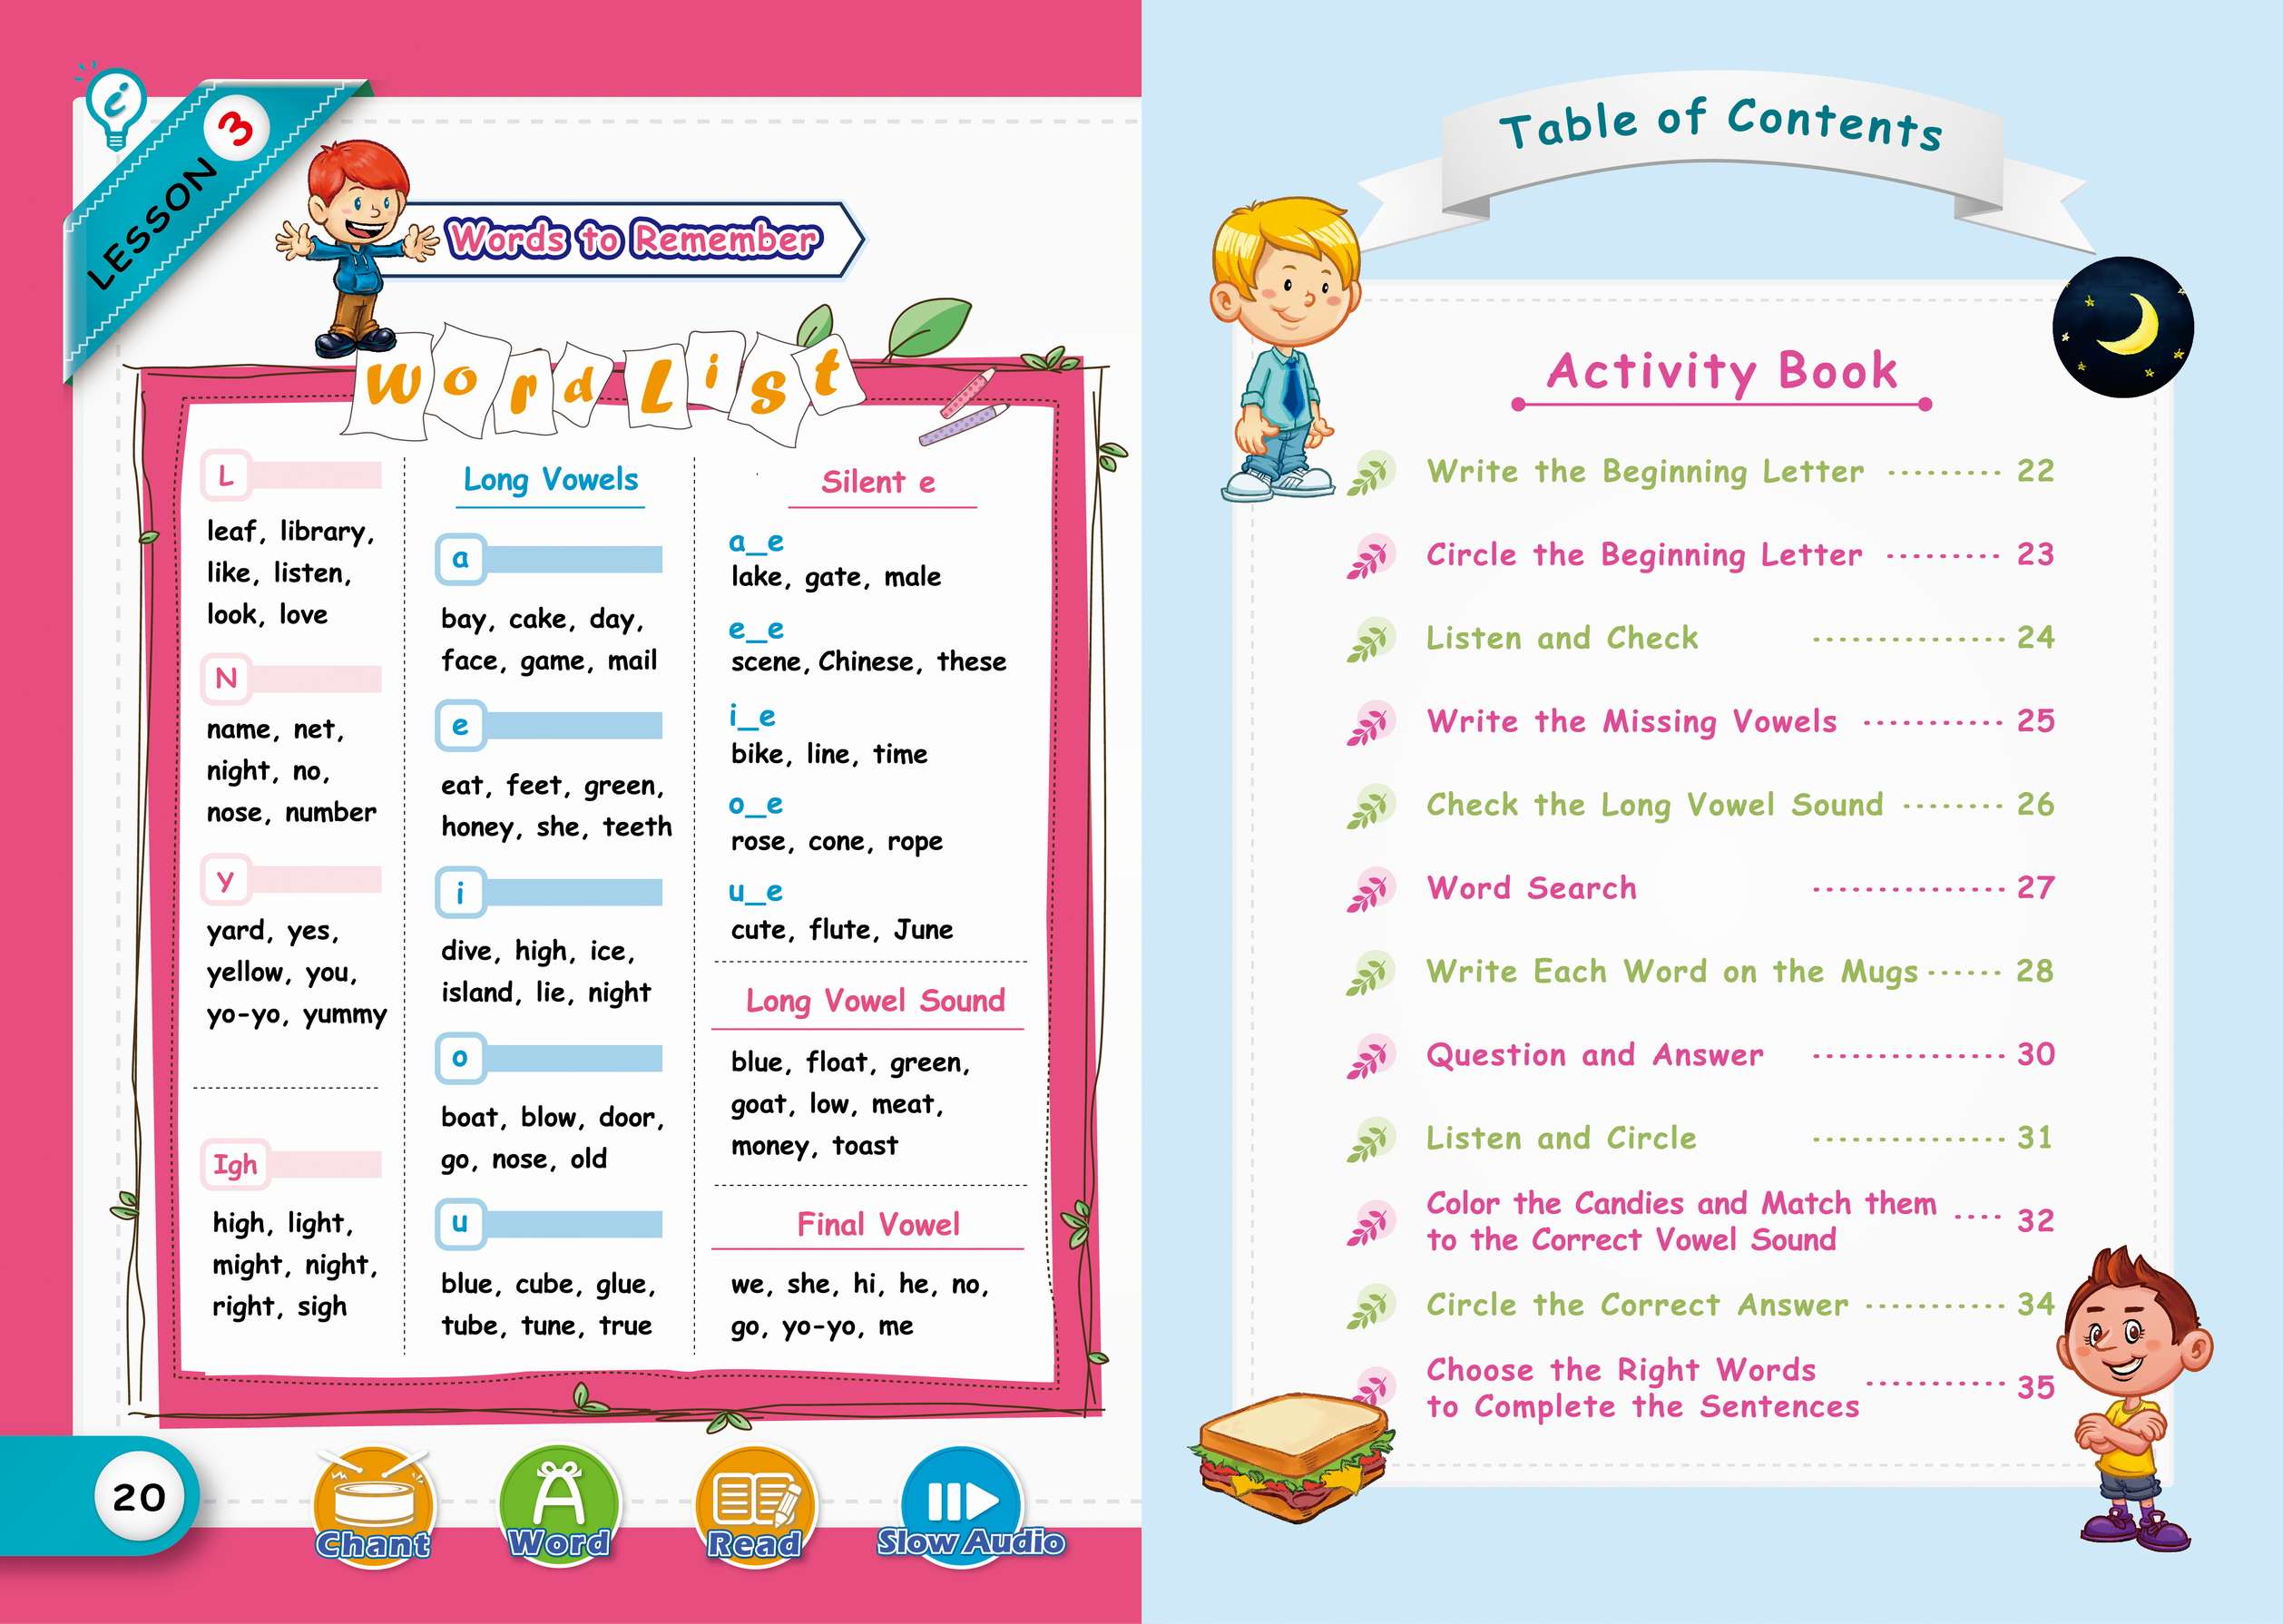 LESSON 3
Words to Remember
Word List
L
leaf, library,
like, listen,
look, love
N
name, net,
night, no,
nose, number
y
yard, yes,
yellow, you,
yo-yo, yummy
Igh
high, light,
might, night,
right, sigh
Long Vowels
a
bay, cake, day,
face, game, mail
e
eat, feet, green,
honey, she, teeth
i
dive, high, ice,
island, lie, night
o
boat, blow, door,
go, nose, old
u
blue, cube, glue,
tube, tune, true
Silent e
a_e
lake, gate, male
e_e
scene, Chinese, these
i_e
bike, line, time
o_e
rose, cone, rope
u_e
cute, flute, June
Long Vowel Sound
blue, float, green,
goat, low, meat,
money, toast
Final Vowel
we, she, hi, he, no,
go, yo-yo, me
20
Chant
Word
Read
Slow Audio
Table of Contents
Activity Book
Write the Beginning Letter --------- 22
Circle the Beginning Letter --------- 23
Listen and Check --------------- 24
Write the Missing Vowels ----------- 25
Check the Long Vowel Sound -------- 26
Word Search --------------- 27
Write Each Word on the Mugs ------ 28
Question and Answer --------------- 30
Listen and Circle --------------- 31
Color the Candies and Match them
to the Correct Vowel Sound ---- 32
Circle the Correct Answer ----------- 34
Choose the Right Words
to Complete the Sentences ----------- 35